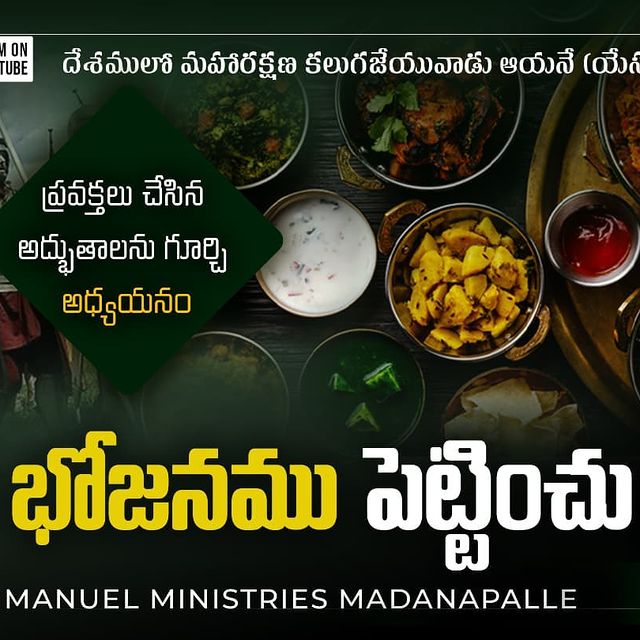 M ON
TUBE
దేశములో మహారక్షణ కలుగజేయువాడు ఆయనే (యేస
ప్రవక్తలు చేసిన
అద్భుతాలను గూర్చి
అధ్యయనం
భోజనము పెట్టించు
MANUEL MINISTRIES MADANAPALLE